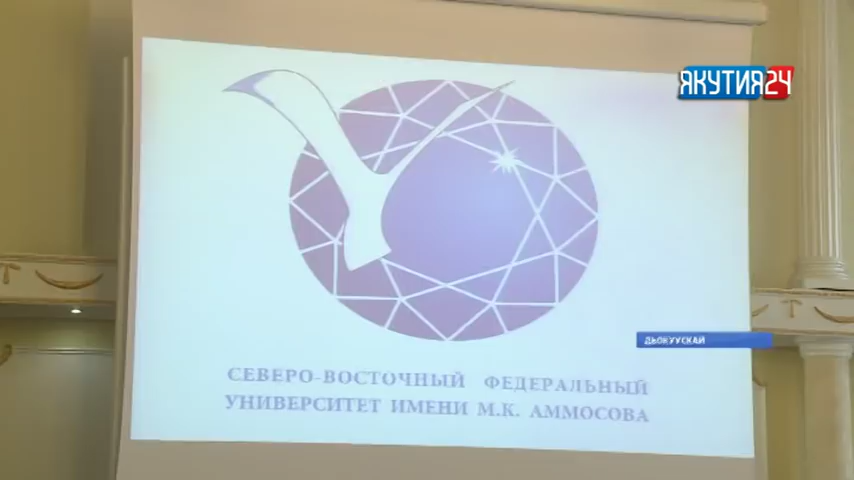 ЯКУТИЯ24
ДЬОКУУСКАЙ
СЕВЕРО-ВОСТОЧНЫЙ ФЕДЕРАЛЬНЫЙ
УНИВЕРСИТЕТ ИМЕНИ М.К. АММОСОВА